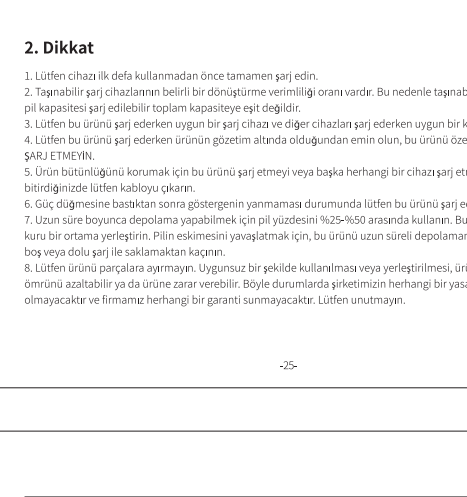 2. Dikkat
1. Lütfen cihazı ilk defa kullanmadan önce tamamen şarj edin.
2. Taşınabilir şarj cihazlarının belirli bir dönüştürme verimliliği oranı vardır. Bu nedenle
pil kapasitesi şarj edilebilir toplam kapasiteye eşit değildir.
3. Lütfen bu ürünü şarj ederken uygun bir şarj cihazı ve diğer cihazları şarj ederken uygun bir
4. Lütfen bu ürünü şarj ederken ürünün gözetim altında olduğundan emin olun, bu ürünü
ŞARJ ETMEYİN.
5. Ürün bütünlüğünü korumak için bu ürünü şarj etmeyi veya başka herhangi bir cihazı şarj
bitirdiğinizde lütfen kabloyu çıkarın.
6. Güç düğmesine bastıktan sonra göstergenin yanmaması durumunda lütfen bu ürünü şarj
7. Uzun süre boyunca depolama yapabilmek için pil yüzdesini %25-%50 arasında kullanın.
kuru bir ortama yerleştirin. Pilin eskimesini yavaşlatmak için, bu ürünü uzun süreli
boş veya dolu şarj ile saklamaktan kaçının.
8. Lütfen ürünü parçalara ayırmayın. Uygunsuz bir şekilde kullanılması veya yerleştirilmesi,
ömrünü azaltabilir ya da ürüne zarar verebilir. Böyle durumlarda şirketimizin herhangi bir
olmayacaktır ve firmamız herhangi bir garanti sunmayacaktır. Lütfen unutmayın.
-25-